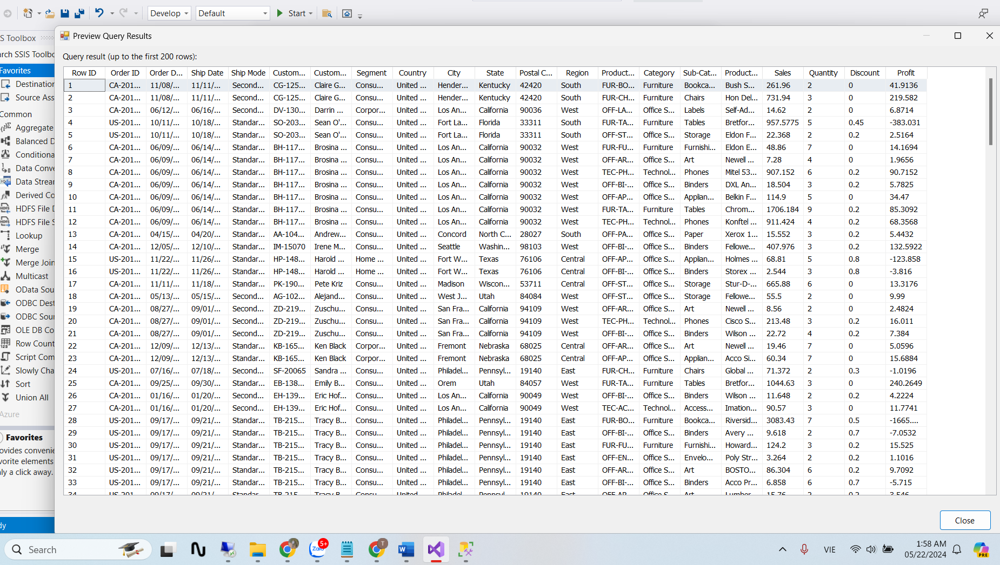 Develop
Default
Start
S Toolbox
Preview Query Results
arch SSIS Toolbo
Query result (up to the first 200 rows):
Favorites
Destination
Source Ass
Common
Aggregate
Balanced D
Conditiona
Data Conve
Data Strear
Derived Co
HDFS File D
HDFS File S
Lookup
Merge
Merge Join
Multicast
OData Sou
ODBC Dest
ODBC Sour
OLE DB Co
Row Count
Script Com
Slowly Cha
Sort
Union All
Azure
Favorites
ovides convenie
vorite elements
nly a click away.
dy
Row ID Order ID Order D... Ship Date Ship Mode Custom... Custom... Segment Country City State Postal C... Region Product... Category Sub-Cat... Product... Sales Quantity Discount Profit
1 CA-201... 11/08/... 11/11/... Second... CG-125... Claire G... Consu... United ... Hender... Kentucky 42420 South FUR-BO... Furniture Bookca... Bush S... 261.96 2 0 41.9136
2 CA-201... 11/08/... 11/11/... Second... CG-125... Claire G... Consu... United ... Hender... Kentucky 42420 South FUR-CH... Furniture Chairs Hon Del... 731.94 3 0 219.582
3 CA-201... 06/12/... 06/16/... Second... DV-130... Darrin ... Corpor... United ... Los An... California 90036 West OFF-LA... Office S... Labels Self-Ad... 14.62 2 0 6.8714
4 US-201... 10/11/... 10/18/... Standar... SO-203... Sean O'... Consu... United ... Fort La... Florida 33311 South FUR-TA... Furniture Tables Bretfor... 957.5775 5 0.45 -383.031
5 US-201... 10/11/... 10/18/... Standar... SO-203... Sean O'... Consu... United ... Fort La... Florida 33311 South OFF-ST... Office S... Storage Eldon F... 22.368 2 0.2 2.5164
6 CA-201... 06/09/... 06/14/... Standar... BH-117... Brosina ... Consu... United ... Los An... California 90032 West FUR-FU... Furniture Furnishi... Eldon E... 48.86 7 0 14.1694
7 CA-201... 06/09/... 06/14/... Standar... BH-117... Brosina ... Consu... United ... Los An... California 90032 West OFF-AR... Office S... Art Newell ... 7.28 4 0 1.9656
8 CA-201... 06/09/... 06/14/... Standar... BH-117... Brosina ... Consu... United ... Los An... California 90032 West TEC-PH... Technol... Phones Mitel 53... 907.152 6 0.2 90.7152
9 CA-201... 06/09/... 06/14/... Standar... BH-117... Brosina ... Consu... United ... Los An... California 90032 West OFF-BI-... Office S... Binders DXL An... 18.504 3 0.2 5.7825
10 CA-201... 06/09/... 06/14/... Standar... BH-117... Brosina ... Consu... United ... Los An... California 90032 West OFF-AP... Office S... Applian... Belkin F... 114.9 5 0 34.47
11 CA-201... 06/09/... 06/14/... Standar... BH-117... Brosina ... Consu... United ... Los An... California 90032 West FUR-TA... Furniture Tables Chrom... 1706.184 9 0.2 85.3092
12 CA-201... 06/09/... 06/14/... Standar... BH-117... Brosina ... Consu... United ... Los An... California 90032 West TEC-PH... Technol... Phones Konftel ... 911.424 4 0.2 68.3568
13 CA-201... 04/15/... 04/20/... Standar... AA-104... Andrew... Consu... United ... Concord North C... 28027 South OFF-PA... Office S... Paper Xerox 1... 15.552 3 0.2 5.4432
14 CA-201... 12/05/... 12/10/... Standar... IM-15070 Irene M... Consu... United ... Seattle Washin... 98103 West OFF-BI-... Office S... Binders Fellowe... 407.976 3 0.2 132.5922
15 US-201... 11/22/... 11/26/... Standar... HP-148... Harold ... Home ... United ... Fort W... Texas 76106 Central OFF-AP... Office S... Applian... Holmes ... 68.81 5 0.8 -123.858
16 US-201... 11/22/... 11/26/... Standar... HP-148... Harold ... Home ... United ... Fort W... Texas 76106 Central OFF-BI-... Office S... Binders Storex ... 2.544 3 0.8 -3.816
17 CA-201... 11/11/... 11/18/... Standar... PK-190... Pete Kriz Consu... United ... Madison Wiscon... 53711 Central OFF-ST... Office S... Storage Stur-D-... 665.88 6 0 13.3176
18 CA-201... 05/13/... 05/15/... Second... AG-102... Alejand... Consu... United ... West J... Utah 84084 West OFF-ST... Office S... Storage Fellowe... 55.5 2 0 9.99
19 CA-201... 08/27/... 09/01/... Second... ZD-219... Zuschu... Consu... United ... San Fra... California 94109 West OFF-AR... Office S... Art Newell ... 8.56 2 0 2.4824
20 CA-201... 08/27/... 09/01/... Second... ZD-219... Zuschu... Consu... United ... San Fra... California 94109 West TEC-PH... Technol... Phones Cisco S... 213.48 3 0.2 16.011
21 CA-201... 08/27/... 09/01/... Second... ZD-219... Zuschu... Consu... United ... San Fra... California 94109 West OFF-BI-... Office S... Binders Wilson ... 22.72 4 0.2 7.384
22 CA-201... 12/09/... 12/13/... Standar... KB-165... Ken Black Corpor... United ... Fremont Nebraska 68025 Central OFF-AR... Office S... Art Newell ... 19.46 7 0 5.0596
23 CA-201... 12/09/... 12/13/... Standar... KB-165... Ken Black Corpor... United ... Fremont Nebraska 68025 Central OFF-AP... Office S... Applian... Acco Si... 60.34 7 0 15.6884
24 US-201... 07/16/... 07/18/... Second... SF-20065 Sandra ... Consu... United ... Philadel... Pennsyl... 19140 East FUR-CH... Furniture Chairs Global ... 71.372 2 0.3 -1.0196
25 CA-201... 09/25/... 09/30/... Standar... EB-138... Emily B... Consu... United ... Orem Utah 84057 West FUR-TA... Furniture Tables Bretfor... 1044.63 3 0 240.2649
26 CA-201... 01/16/... 01/20/... Second... EH-139... Eric Hof... Consu... United ... Los An... California 90049 West OFF-BI-... Office S... Binders Wilson ... 11.648 2 0.2 4.2224
27 CA-201... 01/16/... 01/20/... Second... EH-139... Eric Hof... Consu... United ... Los An... California 90049 West TEC-AC... Technol... Access... Imation... 90.57 3 0 11.7741
28 US-201... 09/17/... 09/21/... Standar... TB-215... Tracy B... Consu... United ... Philadel... Pennsyl... 19140 East FUR-BO... Furniture Bookca... Riversid... 3083.43 7 0.5 -1665....
29 US-201... 09/17/... 09/21/... Standar... TB-215... Tracy B... Consu... United ... Philadel... Pennsyl... 19140 East OFF-BI-... Office S... Binders Avery ... 9.618 2 0.7 -7.0532
30 US-201... 09/17/... 09/21/... Standar... TB-215... Tracy B... Consu... United ... Philadel... Pennsyl... 19140 East FUR-FU... Furniture Furnishi... Howard... 124.2 3 0.2 15.525
31 US-201... 09/17/... 09/21/... Standar... TB-215... Tracy B... Consu... United ... Philadel... Pennsyl... 19140 East OFF-EN... Office S... Envelo... Poly Str... 3.264 2 0.2 1.1016
32 US-201... 09/17/... 09/21/... Standar... TB-215... Tracy B... Consu... United ... Philadel... Pennsyl... 19140 East OFF-AR... Office S... Art BOSTO... 86.304 6 0.2 9.7092
33 US-201... 09/17/... 09/21/... Standar... TB-215... Tracy B... Consu... United ... Philadel... Pennsyl... 19140 East OFF-BI-... Office S... Binders Acco Pr... 6.858 6 0.7 -5.715
34 US-201... 09/17/... 09/21/... Standar... TB-215... Tracy B... Consu... United ... Philadel... Pennsyl... 19140 East OFF-AR... Office S... Art Lumber... 15.76 2 0.2 3.546
Close
Search
5+
Zalo
T
VIE
1:58 AM
05/22/2024
PRE